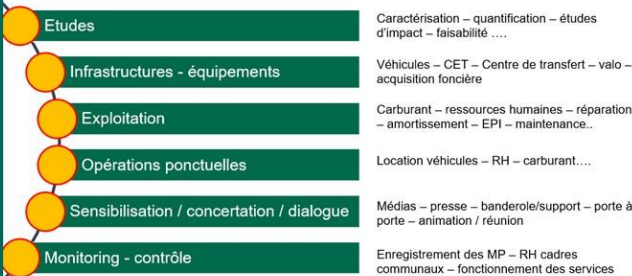 Etudes
Caractérisation – quantification – études
d'impact – faisabilité ….
Infrastructures - équipements
Véhicules – CET – Centre de transfert – valo –
acquisition foncière
Exploitation
Carburant – ressources humaines – réparation
– amortissement – EPI – maintenance..
Opérations ponctuelles
Location véhicules – RH – carburant….
Sensibilisation / concertation / dialogue
Médias – presse – banderole/support – porte à
porte – animation / réunion
Monitoring - contrôle
Enregistrement des MP – RH cadres
communaux – fonctionnement des services